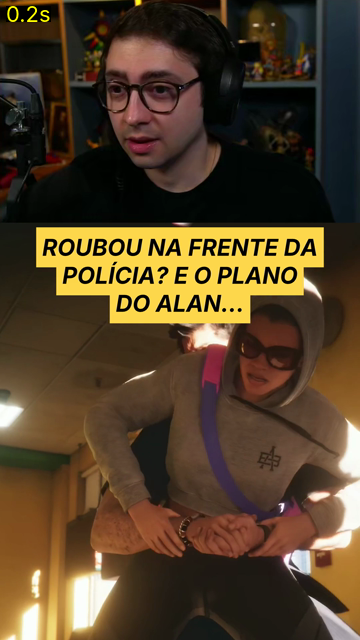 0.2s
ROUBOU NA FRENTE DA
POLÍCIA? E O PLANO
DO ALAN...